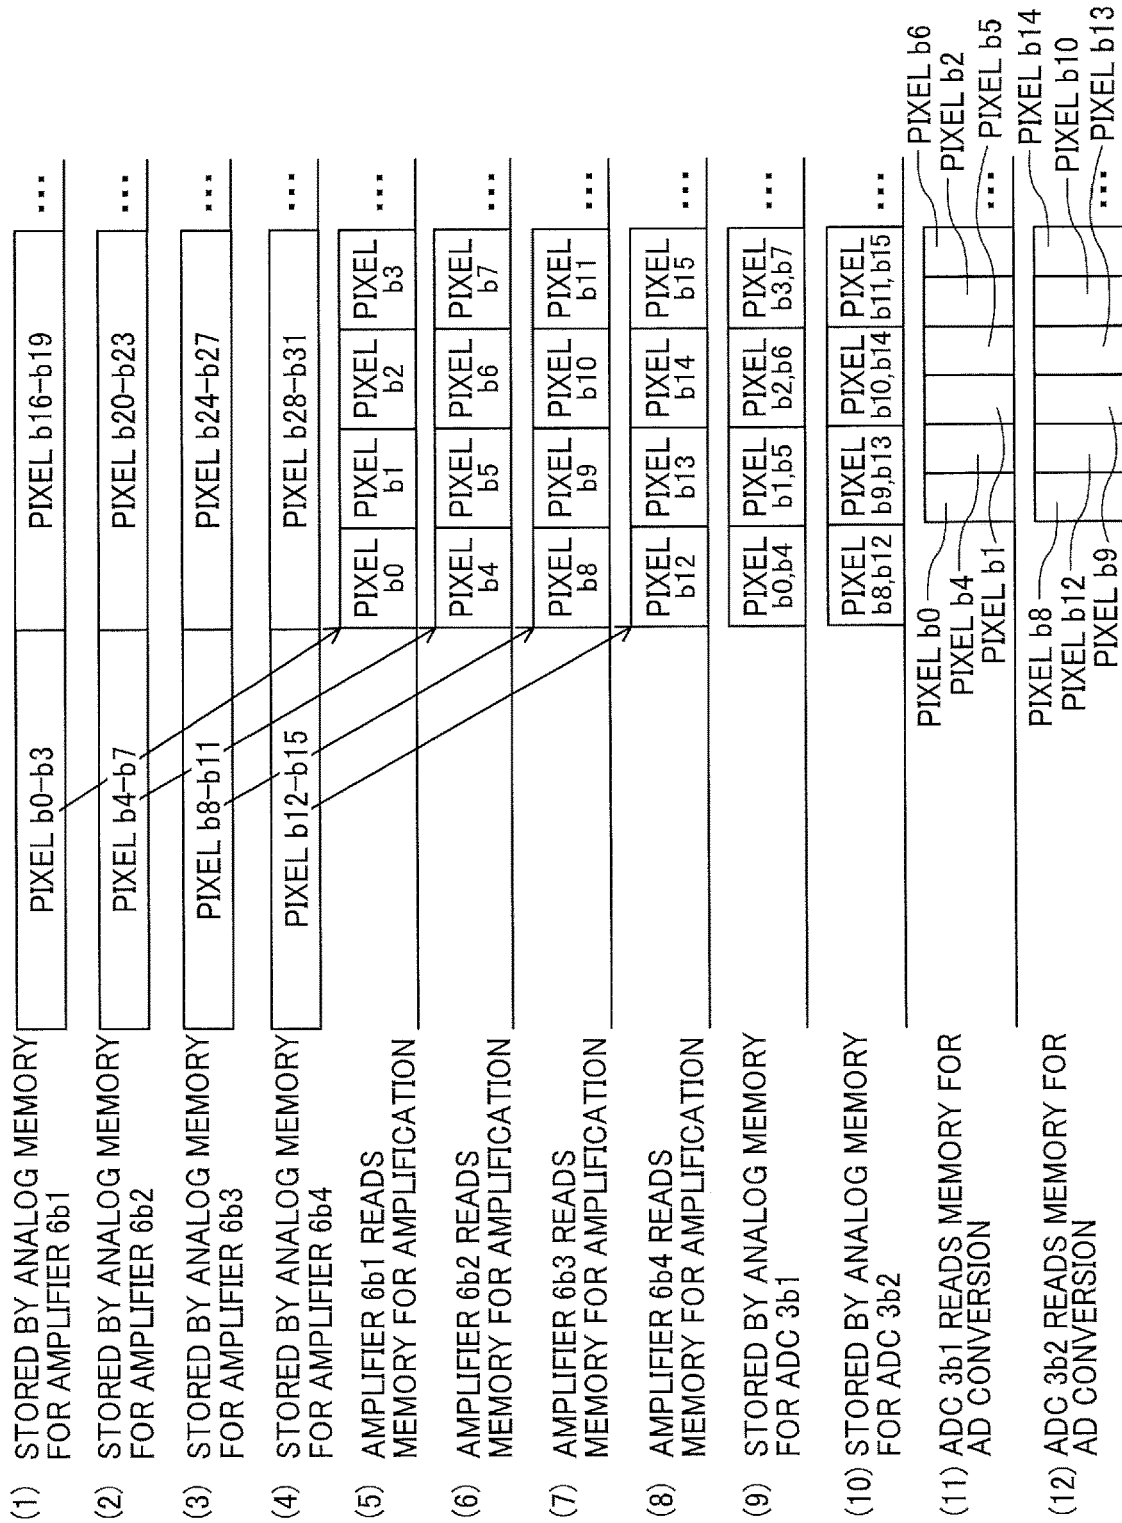 (1) STORED BY ANALOG MEMORY
FOR AMPLIFIER 6b1
PIXEL b0-b3
PIXEL b16-b19
...
(2) STORED BY ANALOG MEMORY
FOR AMPLIFIER 6b2
PIXEL b4-b7
PIXEL b20-b23
...
(3) STORED BY ANALOG MEMORY
FOR AMPLIFIER 6b3
PIXEL b8-b11
PIXEL b24-b27
...
(4) STORED BY ANALOG MEMORY
FOR AMPLIFIER 6b4
PIXEL b12-b15
PIXEL b28-b31
...
(5) AMPLIFIER 6b1 READS
MEMORY FOR AMPLIFICATION
PIXEL
b0
PIXEL
b1
PIXEL
b2
PIXEL
b3
...
(6) AMPLIFIER 6b2 READS
MEMORY FOR AMPLIFICATION
PIXEL
b4
PIXEL
b5
PIXEL
b6
PIXEL
b7
...
(7) AMPLIFIER 6b3 READS
MEMORY FOR AMPLIFICATION
PIXEL
b8
PIXEL
b9
PIXEL
b10
PIXEL
b11
...
(8) AMPLIFIER 6b4 READS
MEMORY FOR AMPLIFICATION
PIXEL
b12
PIXEL
b13
PIXEL
b14
PIXEL
b15
...
(9) STORED BY ANALOG MEMORY
FOR ADC 3b1
PIXEL
b0,b4
PIXEL
b1,b5
PIXEL
b2,b6
PIXEL
b3,b7
...
(10) STORED BY ANALOG MEMORY
FOR ADC 3b2
PIXEL
b8,b12
PIXEL
b9,b13
PIXEL
b10,b14
PIXEL
b11,b15
...
(11) ADC 3b1 READS MEMORY FOR
AD CONVERSION
PIXEL b0
PIXEL b4
PIXEL b1
PIXEL b6
PIXEL b2
PIXEL b5
...
(12) ADC 3b2 READS MEMORY FOR
AD CONVERSION
PIXEL b8
PIXEL b12
PIXEL b9
PIXEL b14
PIXEL b10
PIXEL b13
...